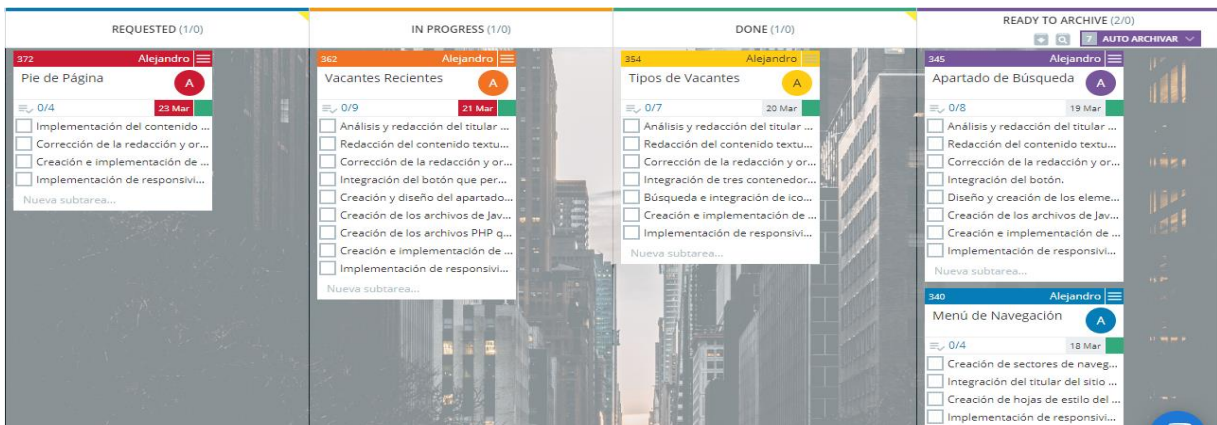 REQUESTED (1/0)
372 Alejandro
Pie de Página
A
0/4 23 Mar
Implementación del contenido ...
Corrección de la redacción y or...
Creación e implementación de ...
Implementación de responsivi...
Nueva subtarea...
IN PROGRESS (1/0)
362 Alejandro
Vacantes Recientes
A
0/9 21 Mar
Análisis y redacción del titular ...
Redacción del contenido textu...
Corrección de la redacción y or...
Integración del botón que per...
Creación y diseño del apartado...
Creación de los archivos de Jav...
Creación de los archivos PHP q...
Creación e implementación de ...
Implementación de responsivi...
Nueva subtarea...
DONE (1/0)
354 Alejandro
Tipos de Vacantes
A
0/7 20 Mar
Análisis y redacción del titular ...
Redacción del contenido textu...
Corrección de la redacción y or...
Integración de tres contenedor...
Búsqueda e integración de ico...
Creación e implementación de ...
Implementación de responsivi...
Nueva subtarea...
READY TO ARCHIVE (2/0)
7 AUTO ARCHIVAR
345 Alejandro
Apartado de Búsqueda
A
0/8 19 Mar
Análisis y redacción del titular ...
Redacción del contenido textu...
Corrección de la redacción y or...
Integración del botón.
Diseño y creación de los eleme...
Creación de los archivos de Jav...
Creación e implementación de ...
Implementación de responsivi...
Nueva subtarea...
340 Alejandro
Menú de Navegación
A
0/4 18 Mar
Creación de sectores de naveg...
Integración del titular del sitio ...
Creación de hojas de estilo del ...
Implementación de responsivi...